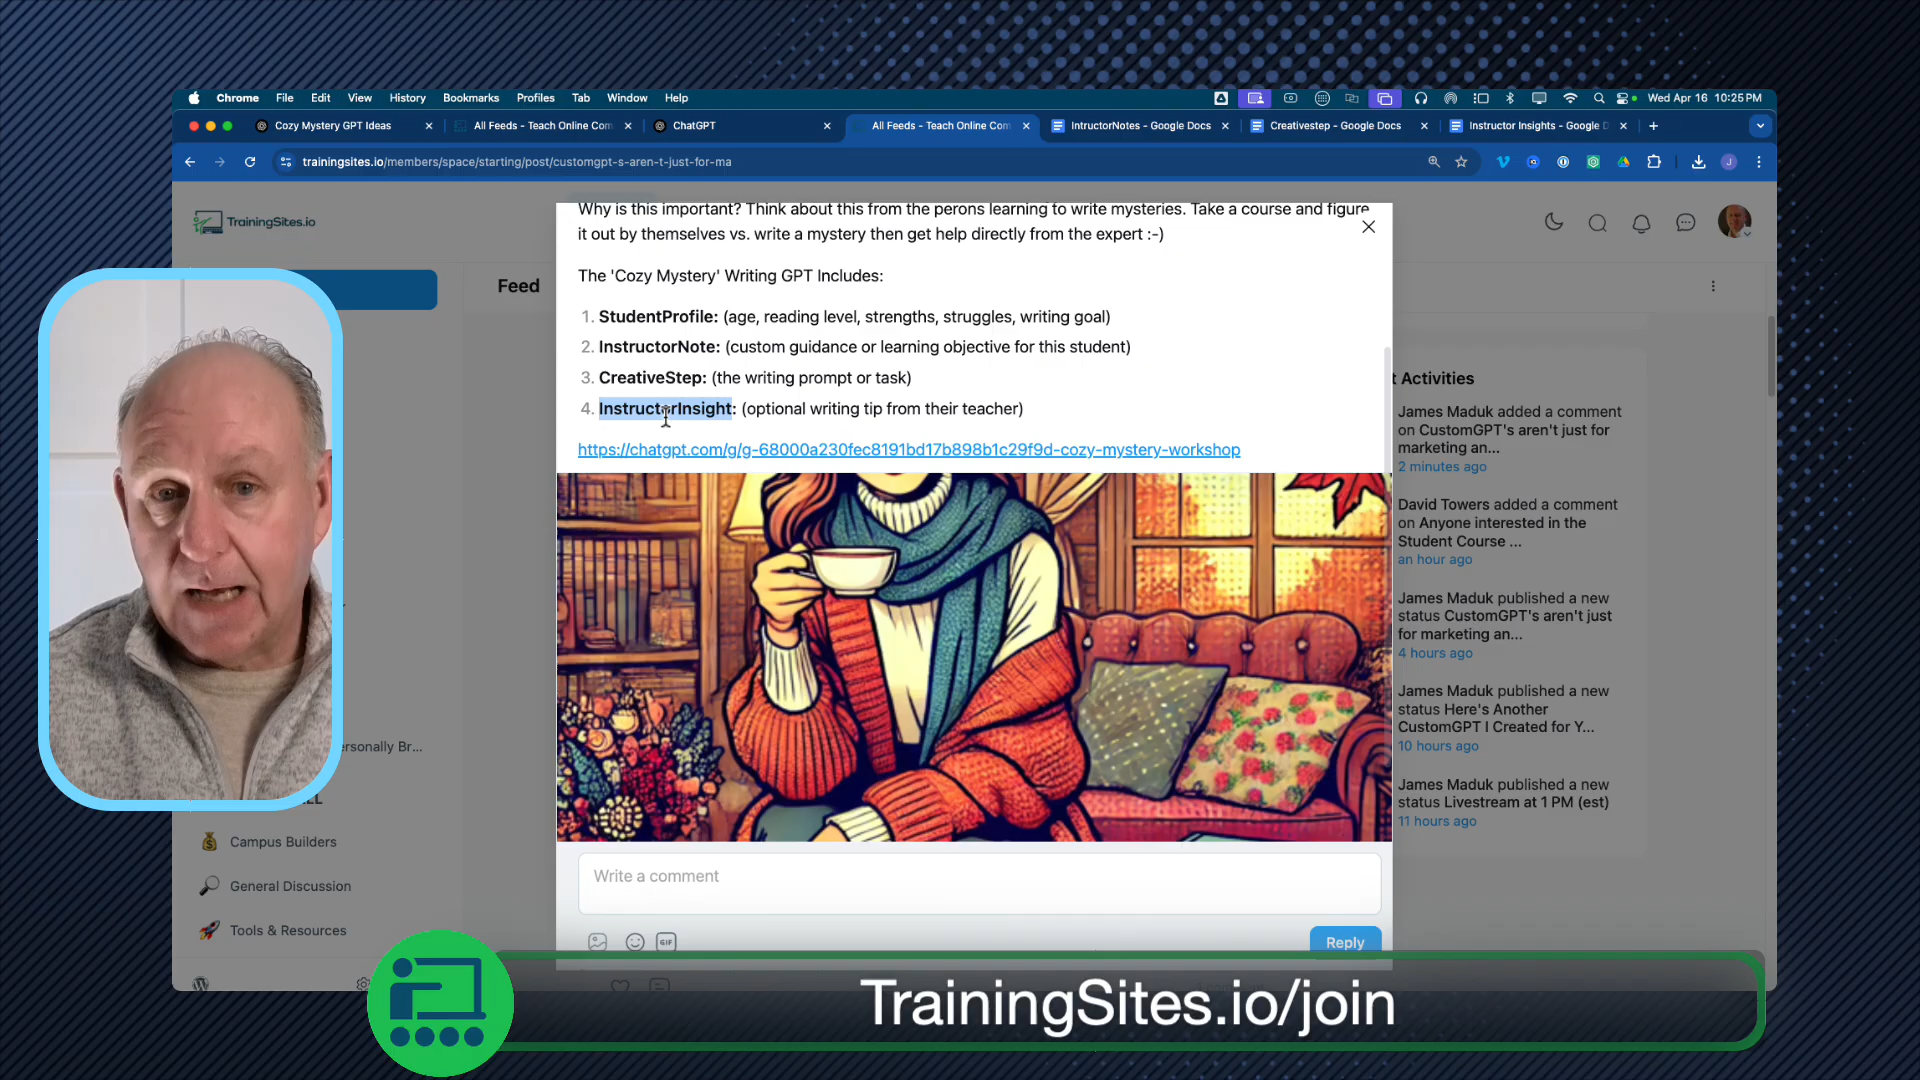 Chrome File Edit View History Bookmarks Profiles Tab Window Help
Wed Apr 16 10:25 PM
Cozy Mystery GPT Ideas
All Feeds - Teach Online Com
ChatGPT
All Feeds - Teach Online Com
IntructorNotes - Google Docs
Creativestep - Google Docs
Instructor Insights - Google D
trainingsites.io/members/space/starting/post/customgpt-s-aren-t-just-for-ma
J
TrainingSites.io
Feed
Why is this important? Think about this from the perons learning to write mysteries. Take a course and figure
it out by themselves vs. write a mystery then get help directly from the expert :-)
The 'Cozy Mystery' Writing GPT Includes:
1. StudentProfile: (age, reading level, strengths, struggles, writing goal)
2. InstructorNote: (custom guidance or learning objective for this student)
3. CreativeStep: (the writing prompt or task)
4. InstructorInsight: (optional writing tip from their teacher)
https://chatgpt.com/g/g-68000a230fec8191bd17b898b1c29f9d-cozy-mystery-workshop
Write a comment
GIF
Reply
t Activities
James Maduk added a comment
on CustomGPT's aren't just for
marketing an...
2 minutes ago
David Towers added a comment
on Anyone interested in the
Student Course ...
an hour ago
James Maduk published a new
status CustomGPT's aren't just
for marketing an...
4 hours ago
James Maduk published a new
status Here's Another
CustomGPT I Created for Y...
10 hours ago
James Maduk published a new
status Livestream at 1 PM (est)
11 hours ago
ersonally Br...
Campus Builders
General Discussion
Tools & Resources
TrainingSites.io/join